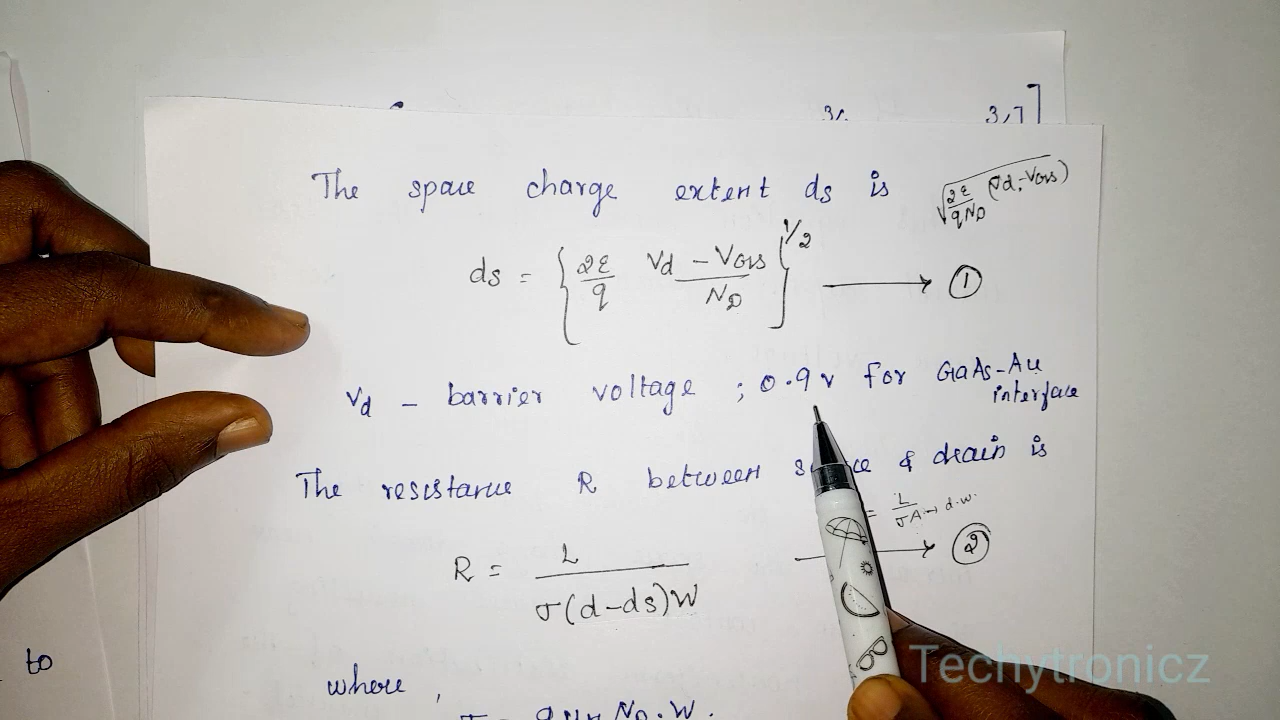 The space charge extent ds is √(2ε/qND (Vd-VGS))
ds = { 2ε/q Vd - VGS/ND }^1/2 → ①
Vd - barrier voltage ; 0.9v for GaAs-Au
interface
The resistance R between & drain is
= L/σA → d.w.
R = L/σ(d-ds)W → ②
to
where,
Techytronicz